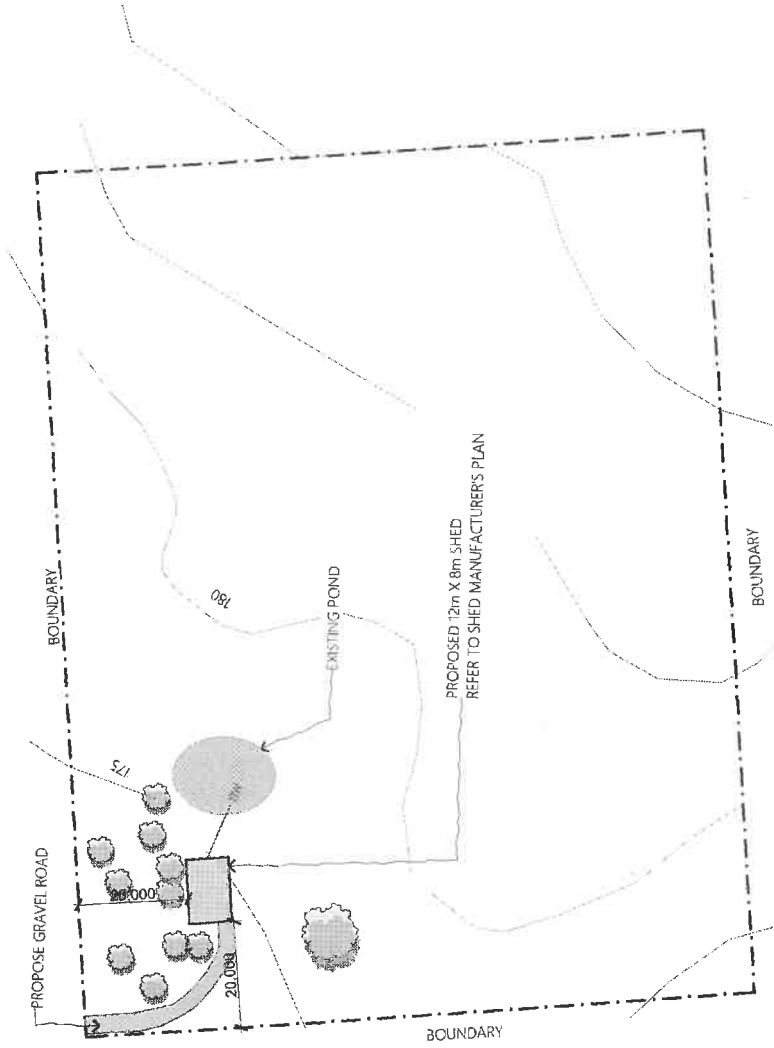 BOUNDARY
180
EXISTING POND
PROPOSED 12m X 8m SHED
REFER TO SHED MANUFACTURER'S PLAN
BOUNDARY
175
PROPOSE GRAVEL ROAD
20,000
20,000
BOUNDARY